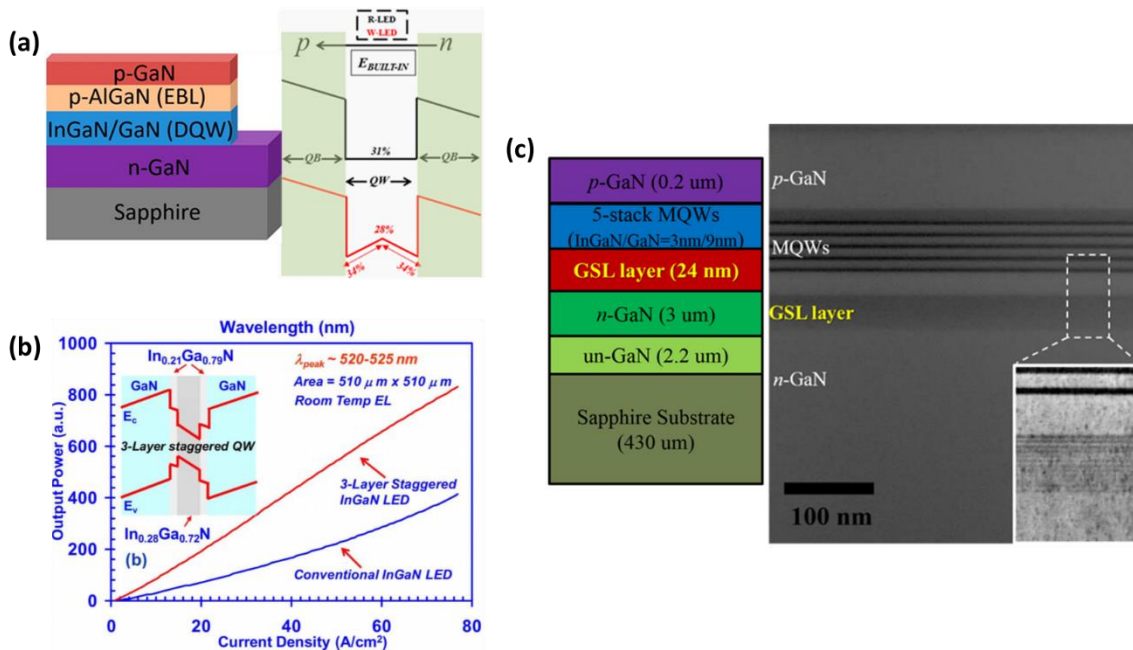 (a)
p-GaN
p-AlGaN (EBL)
InGaN/GaN (DQW)
n-GaN
Sapphire
R-LED
W-LED
p
n
E_BUILT-IN
QB
31%
QB
QW
28%
34%
34%
(b)
Wavelength (nm)
Output Power (a.u.)
1000
800
600
400
200
0
In0.21Ga0.79N
GaN
GaN
Ec
3-Layer staggered QW
Ev
In0.28Ga0.72N
(b)
λpeak ~ 520-525 nm
Area = 510 μm x 510 μm
Room Temp EL
3-Layer Staggered
InGaN LED
Conventional InGaN LED
0
20
40
60
80
Current Density (A/cm²)
(c)
p-GaN (0.2 um)
5-stack MQWs
(InGaN/GaN=3nm/9nm)
GSL layer (24 nm)
n-GaN (3 um)
un-GaN (2.2 um)
Sapphire Substrate
(430 um)
p-GaN
MQWs
GSL layer
n-GaN
100 nm